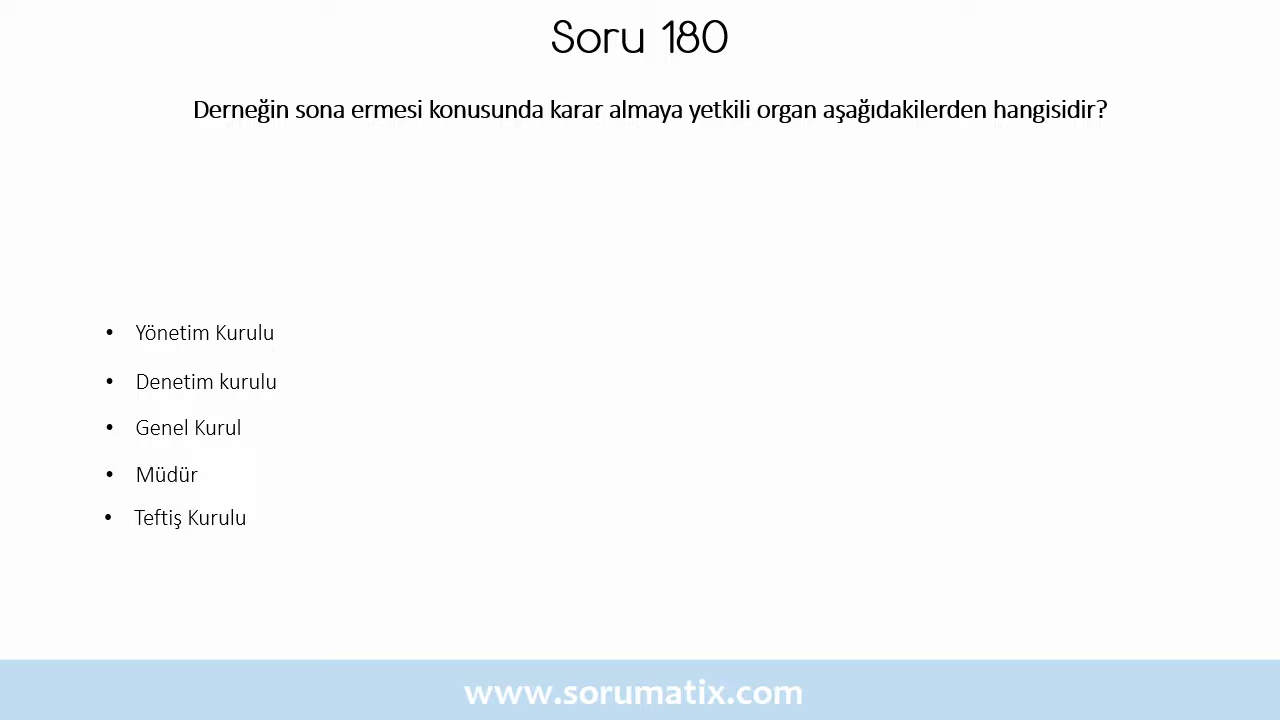 Soru 180
Derneğin sona ermesi konusunda karar almaya yetkili organ aşağıdakilerden hangisidir?
• Yönetim Kurulu
• Denetim kurulu
• Genel Kurul
• Müdür
• Teftiş Kurulu
www.sorumatix.com